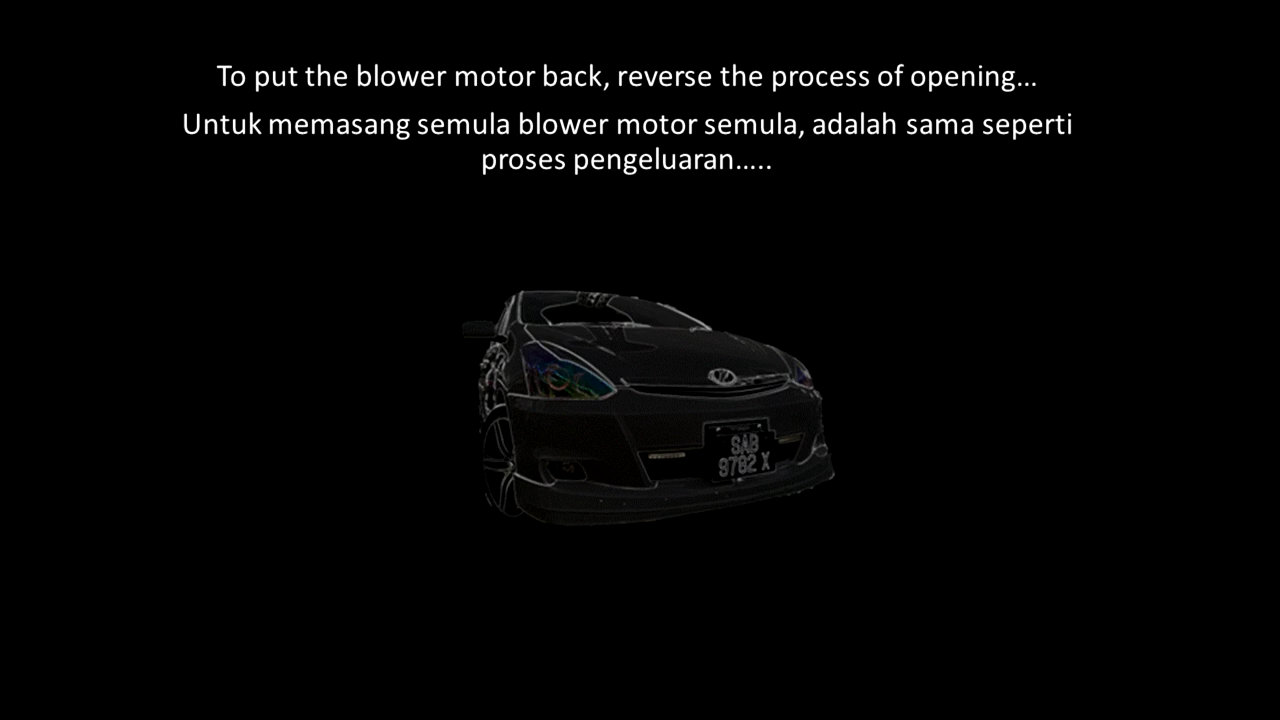 To put the blower motor back, reverse the process of opening…
Untuk memasang semula blower motor semula, adalah sama seperti
proses pengeluaran…..
SAB
9762 X